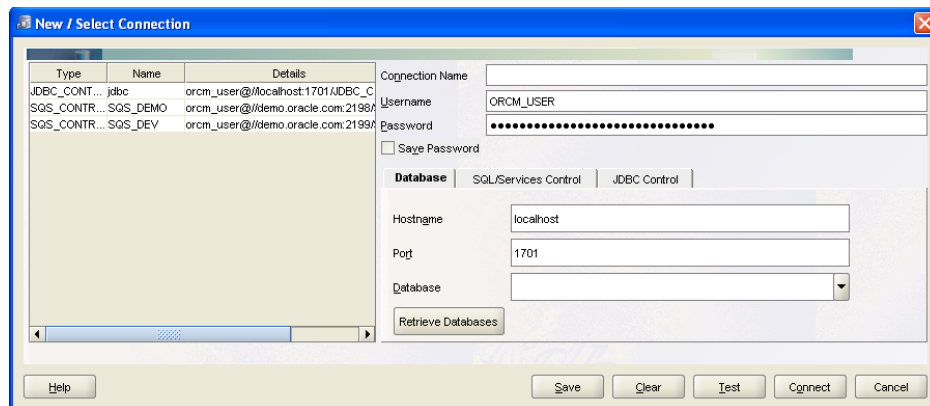 New / Select Connection
Type Name Details
JDBC_CONT... jdbc orcm_user@//localhost:1701/JDBC_C
SQS_CONTR... SQS_DEMO orcm_user@//demo.oracle.com:2198/
SQS_CONTR... SQS_DEV orcm_user@//demo.oracle.com:2199/
Connection Name
Username ORCM_USER
Password ••••••••••••••••••••••••••••••••
Save Password
Database SQL/Services Control JDBC Control
Hostname localhost
Port 1701
Database
Retrieve Databases
Help Save Clear Test Connect Cancel